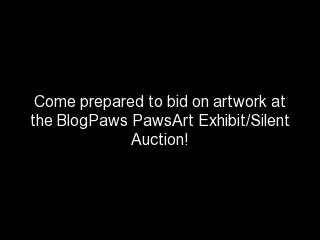 Come prepared to bid on artwork at
the BlogPaws PawsArt Exhibit/Silent
Auction!